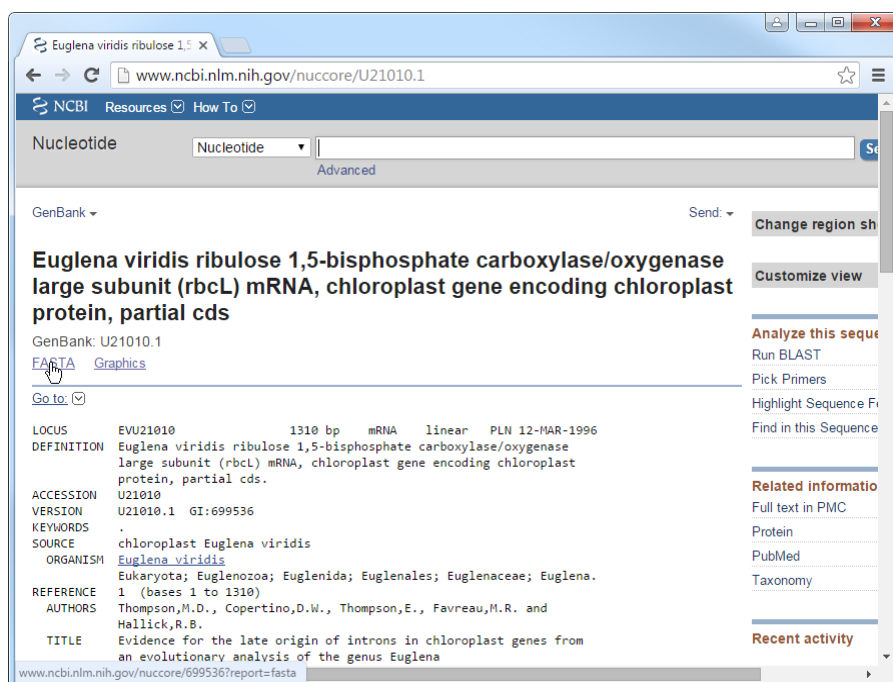 Euglena viridis ribulose 1,5
www.ncbi.nlm.nih.gov/nuccore/U21010.1
NCBI Resources How To
Nucleotide
Nucleotide
Se
Advanced
GenBank
Send:
Change region sh
Euglena viridis ribulose 1,5-bisphosphate carboxylase/oxygenase
large subunit (rbcL) mRNA, chloroplast gene encoding chloroplast
protein, partial cds
Customize view
GenBank: U21010.1
FASTA Graphics
Analyze this seque
Run BLAST
Pick Primers
Highlight Sequence Fe
Find in this Sequence
Go to:
LOCUS EVU21010 1310 bp mRNA linear PLN 12-MAR-1996
DEFINITION Euglena viridis ribulose 1,5-bisphosphate carboxylase/oxygenase
large subunit (rbcL) mRNA, chloroplast gene encoding chloroplast
protein, partial cds.
ACCESSION U21010
VERSION U21010.1 GI:699536
KEYWORDS .
SOURCE chloroplast Euglena viridis
ORGANISM Euglena viridis
Eukaryota; Euglenozoa; Euglenida; Euglenales; Euglenaceae; Euglena.
REFERENCE 1 (bases 1 to 1310)
AUTHORS Thompson,M.D., Copertino,D.W., Thompson,E., Favreau,M.R. and
Hallick,R.B.
TITLE Evidence for the late origin of introns in chloroplast genes from
an evolutionary analysis of the genus Euglena
Related informatio
Full text in PMC
Protein
PubMed
Taxonomy
Recent activity
www.ncbi.nlm.nih.gov/nuccore/699536?report=fasta